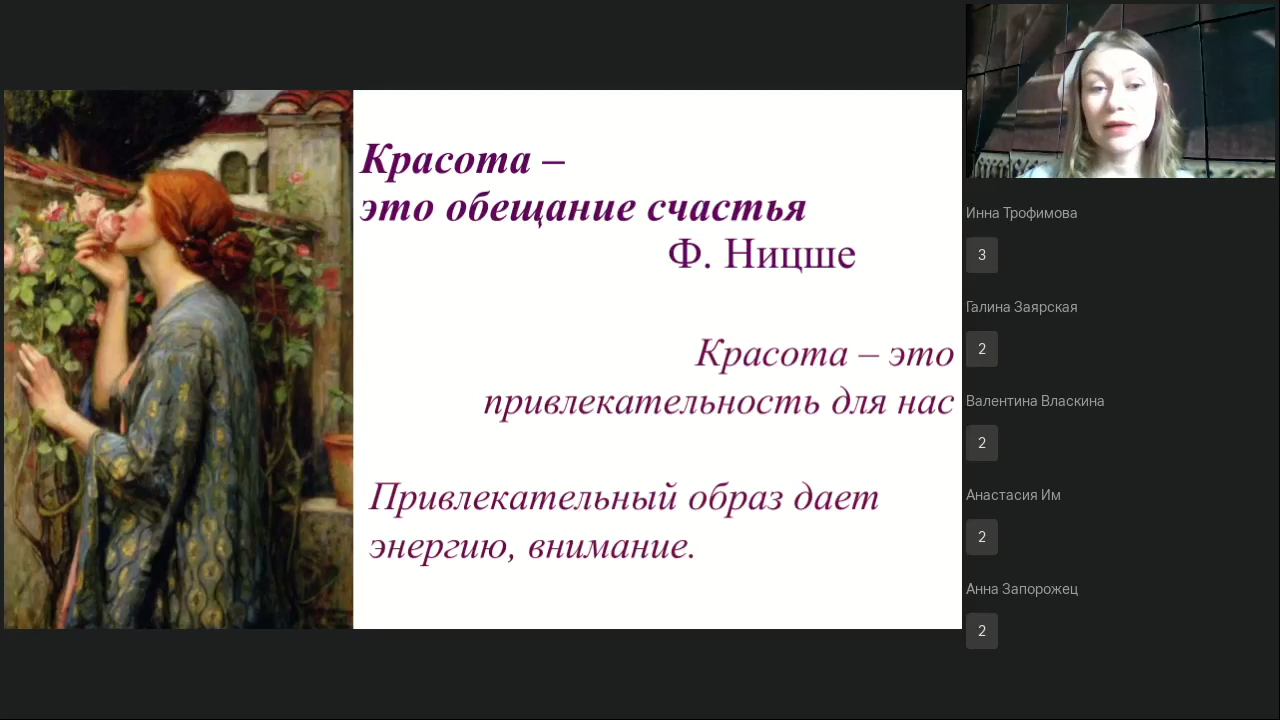 Красота –
это обещание счастья
Ф. Ницше
Красота – это
привлекательность для нас
Привлекательный образ дает
энергию, внимание.
Инна Трофимова
3
Галина Заярская
2
Валентина Власкина
2
Анастасия Им
2
Анна Запорожец
2